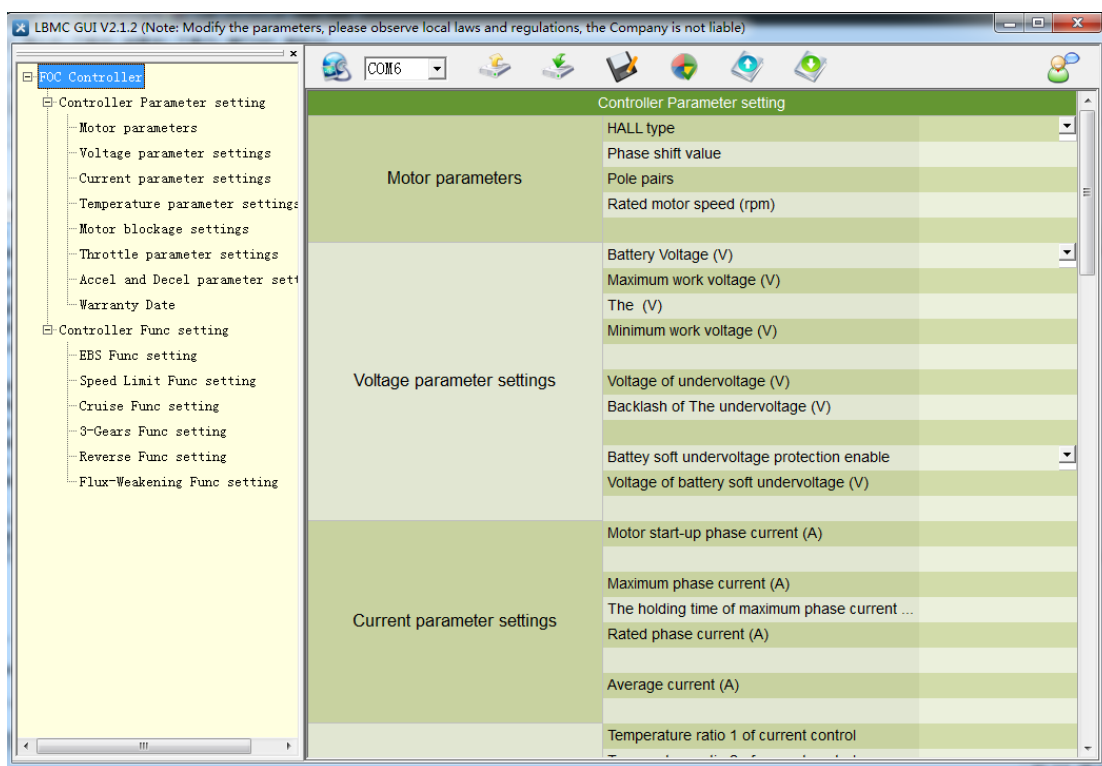 LBMC GUI V2.1.2 (Note: Modify the parameters, please observe local laws and regulations, the Company is not liable)
FOC Controller
Controller Parameter setting
Motor parameters
Voltage parameter settings
Current parameter settings
Temperature parameter settings
Motor blockage settings
Throttle parameter settings
Accel and Decel parameter sett
Warranty Date
Controller Func setting
EBS Func setting
Speed Limit Func setting
Cruise Func setting
3-Gears Func setting
Reverse Func setting
Flux-Weakening Func setting
COM6
Controller Parameter setting
Motor parameters
HALL type
Phase shift value
Pole pairs
Rated motor speed (rpm)
Voltage parameter settings
Battery Voltage (V)
Maximum work voltage (V)
The (V)
Minimum work voltage (V)
Voltage of undervoltage (V)
Backlash of The undervoltage (V)
Battey soft undervoltage protection enable
Voltage of battery soft undervoltage (V)
Current parameter settings
Motor start-up phase current (A)
Maximum phase current (A)
The holding time of maximum phase current ...
Rated phase current (A)
Average current (A)
Temperature ratio 1 of current control